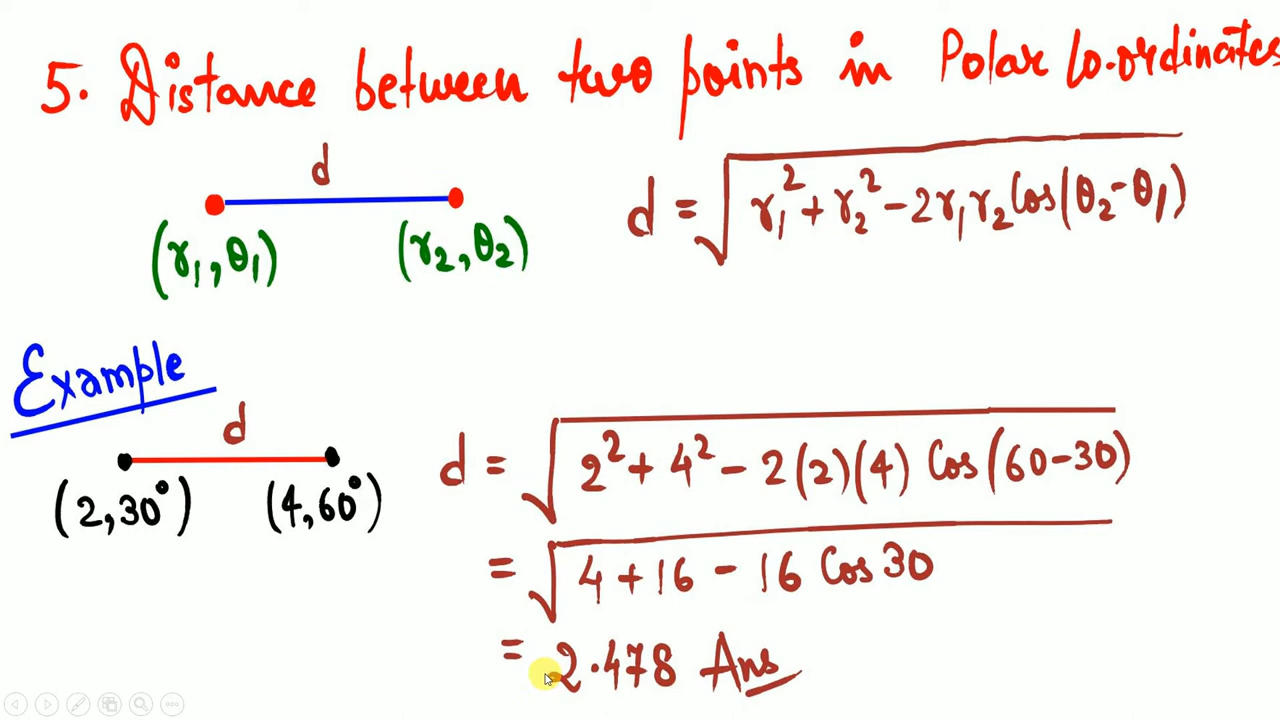 5. Distance between two points in Polar Co-ordinates
d
(r₁, θ₁) (r₂, θ₂)
d = √(r₁² + r₂² - 2r₁r₂ Cos(θ₂-θ₁))
Example
d
(2, 30°) (4, 60°)
d = √(2² + 4² - 2(2)(4) Cos(60-30))
= √(4 + 16 - 16 Cos 30)
= 2.478 Ans